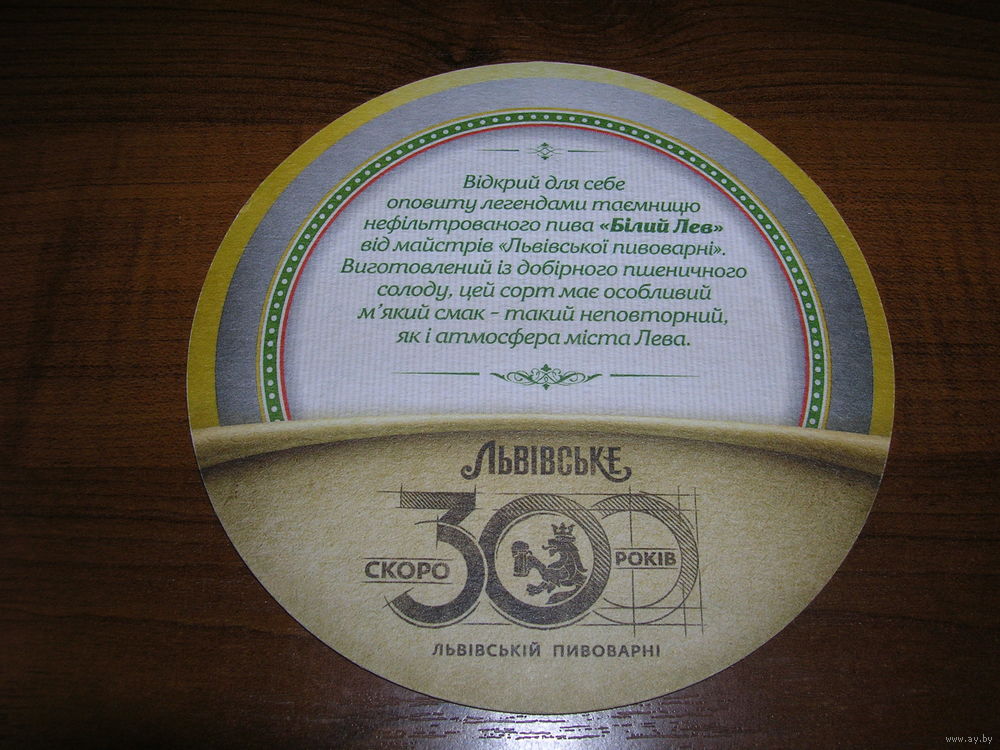 Відкрий для себе
оповиту легендами таємницю
нефільтрованого пива «Білий Лев»
від майстрів «Львівської пивоварні».
Виготовлений із добірного пшеничного
солоду, цей сорт має особливий
м’який смак – такий неповторний,
як і атмосфера міста Лева.
ЛЬВІВСЬКЕ
СКОРО 300 РОКІВ
ЛЬВІВСЬКІЙ ПИВОВАРНІ
www.ay.by